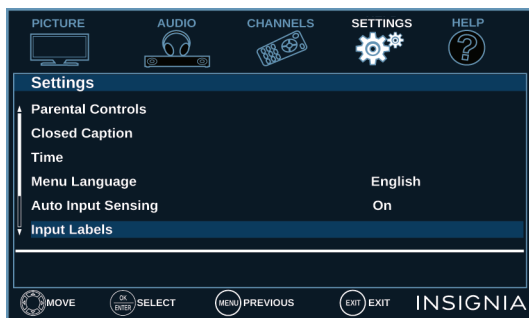 PICTURE AUDIO CHANNELS SETTINGS HELP
Settings
Parental Controls
Closed Caption
Time
Menu Language English
Auto Input Sensing On
Input Labels
MOVE OK ENTER SELECT MENU PREVIOUS EXIT EXIT INSIGNIA